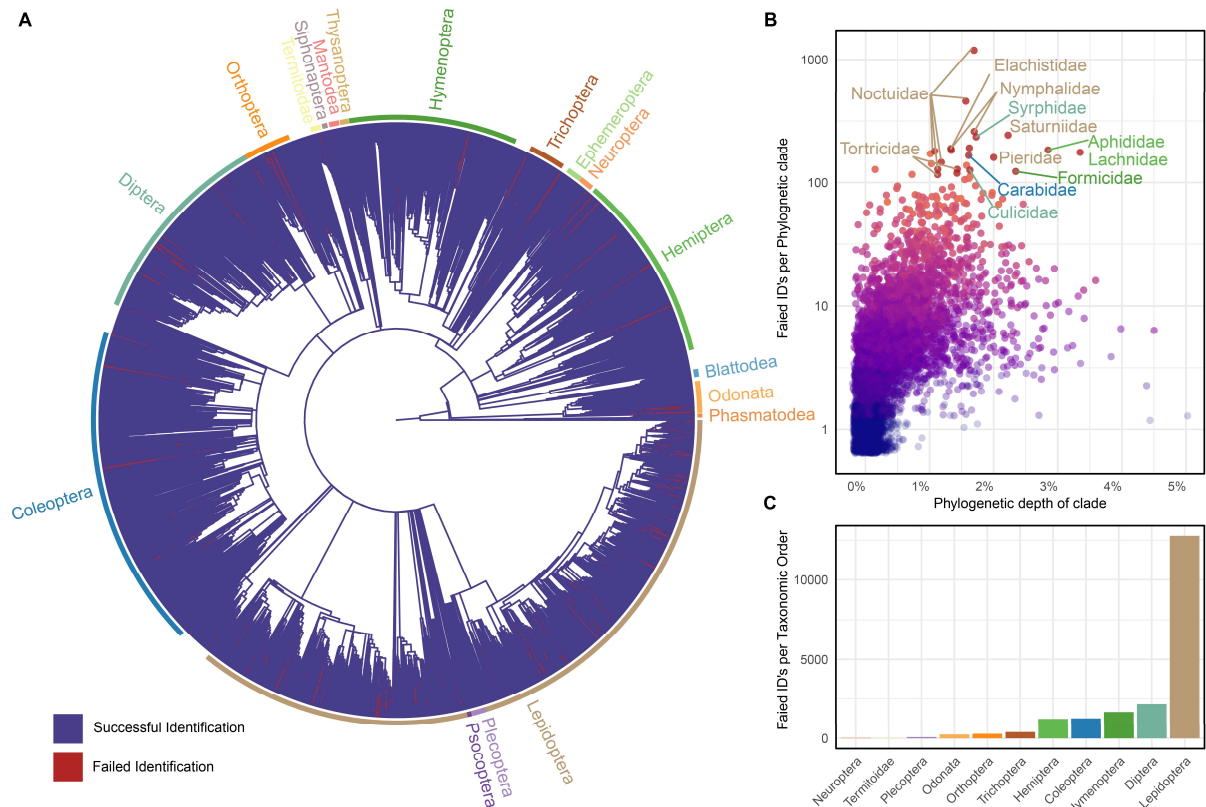 A
Thysanoptera
Mantodea
Siphonaptera
Termitoidae
Orthoptera
Diptera
Coleoptera
Hymenoptera
Trichoptera
Ephemeroptera
Neuroptera
Hemiptera
Blattodea
Odonata
Phasmatodea
Lepidoptera
Plecoptera
Psocoptera
Successful Identification
Failed Identification
B
Faied ID's per Phylognetic clade
1000
100
10
1
Noctuidae
Tortricidae
Elachistidae
Nymphalidae
Syrphidae
Saturniidae
Pieridae
Aphididae
Lachnidae
Formicidae
Carabidae
Culicidae
0%
1%
2%
3%
4%
5%
Phylogenetic depth of clade
C
Faied ID's per Taxonomic Order
10000
5000
0
Neuroptera
Termitoidae
Plecoptera
Odonata
Orthoptera
Trichoptera
Hemiptera
Coleoptera
ymenoptera
Diptera
Lepidoptera